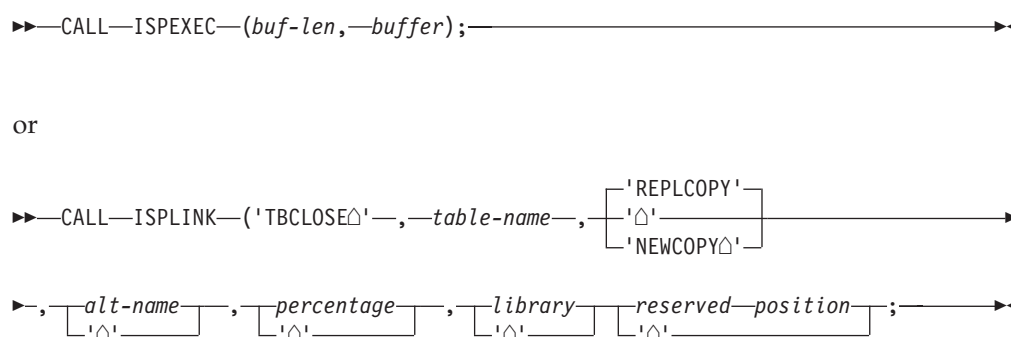 CALL ISPEXEC (buf-len, buffer);
or
'REPLCOPY'
CALL ISPLINK ('TBCLOSE⌂' , table-name , '⌂'
'NEWCOPY⌂'
, alt-name , percentage , library reserved position ;
'⌂' '⌂' '⌂' '⌂'